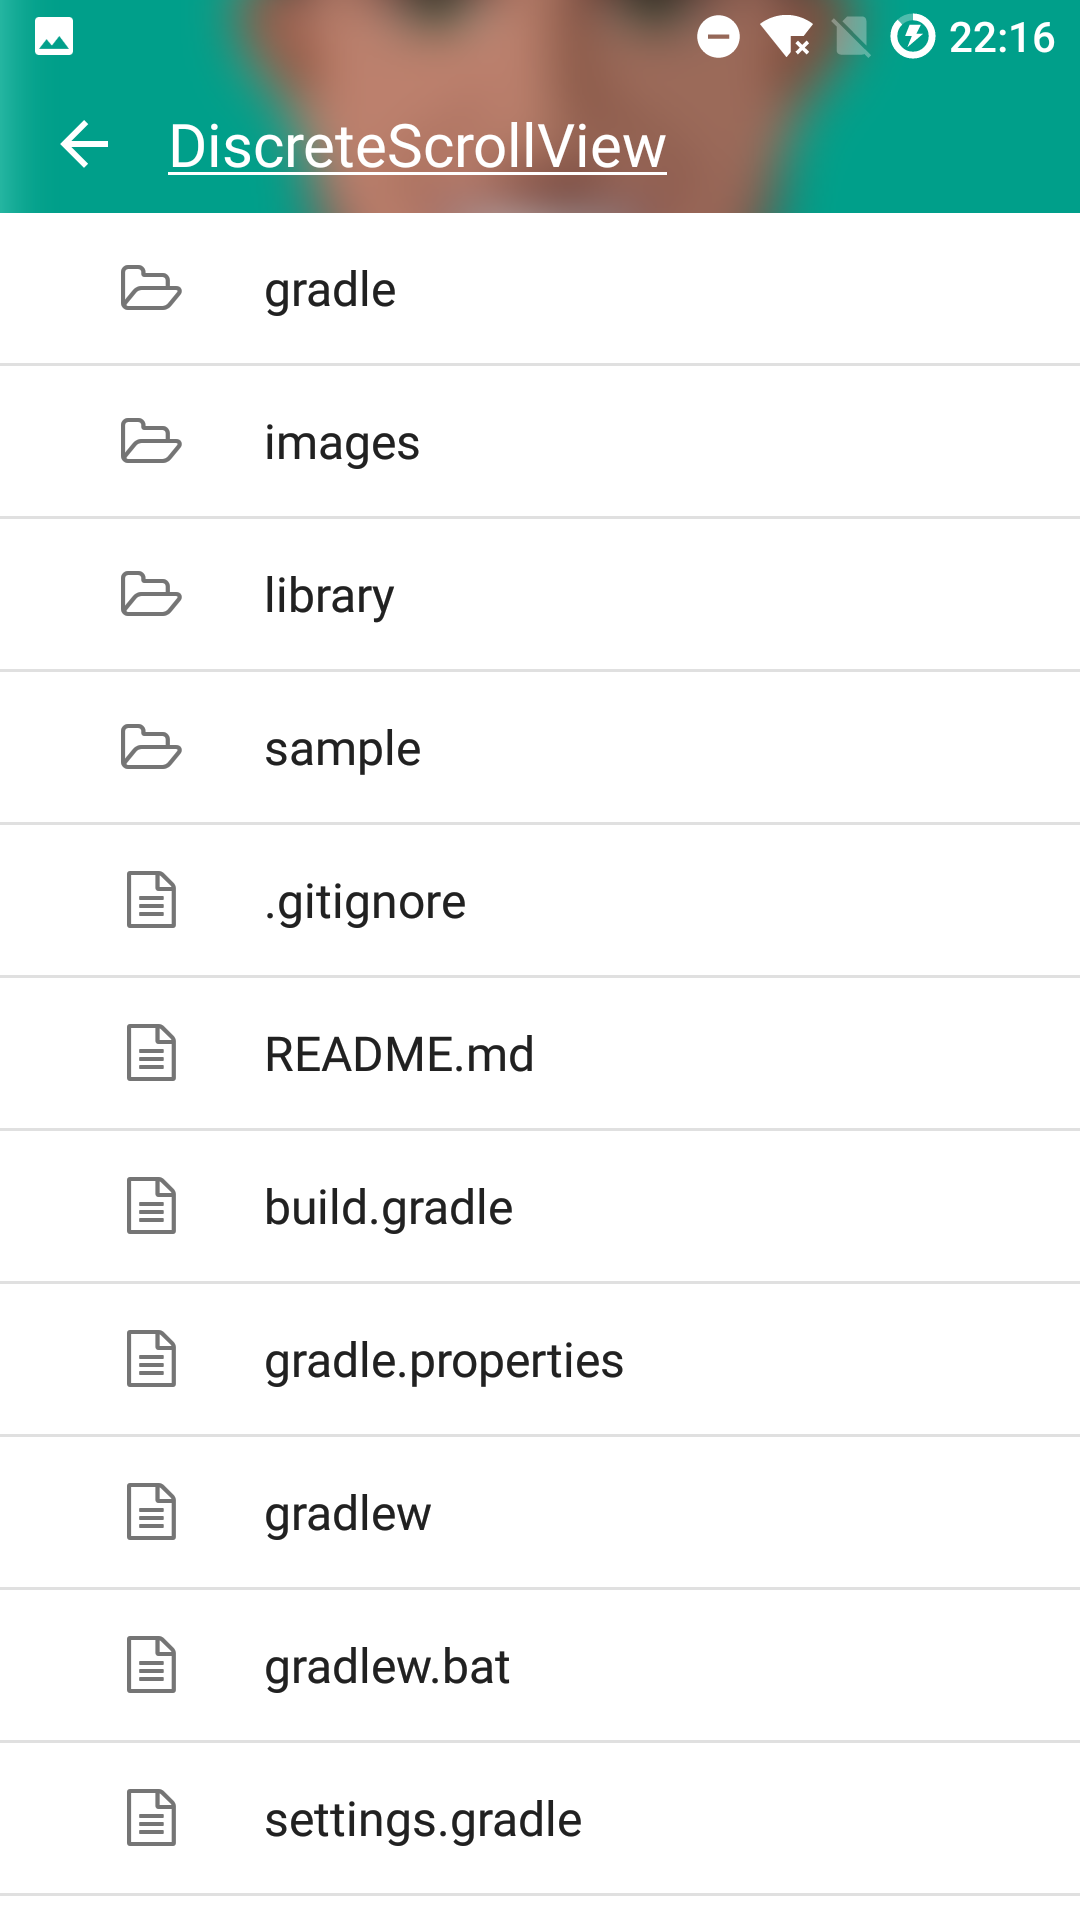 22:16
DiscreteScrollView
gradle
images
library
sample
.gitignore
README.md
build.gradle
gradle.properties
gradlew
gradlew.bat
settings.gradle